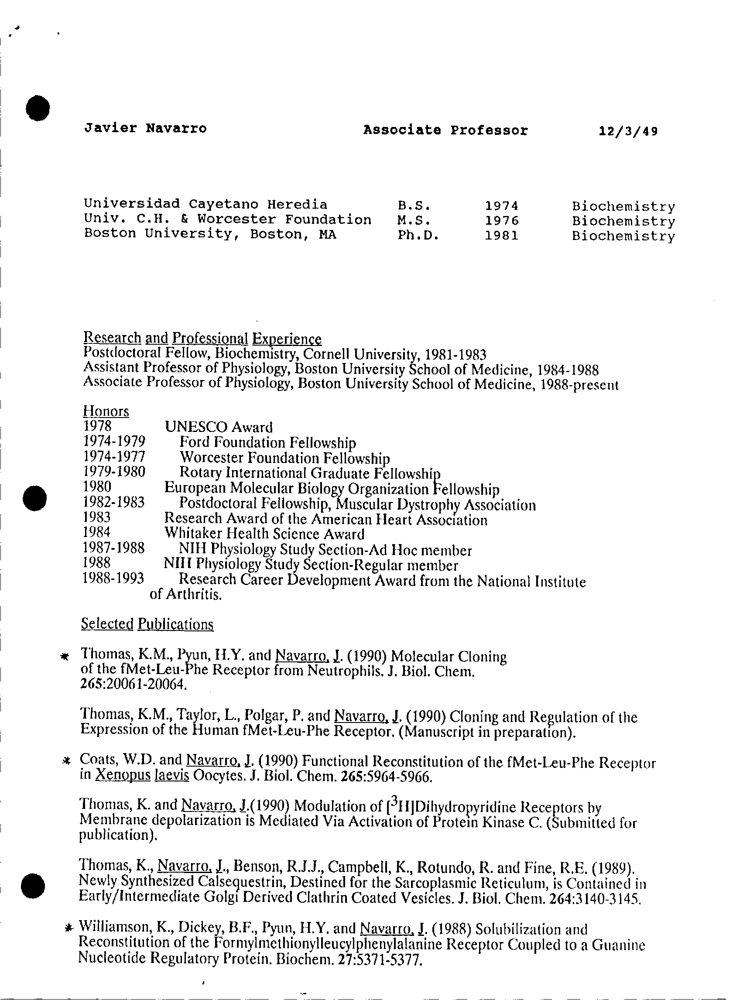 Javier Navarro Associate Professor 12/3/49
Universidad Cayetano Heredia B.S. 1974 Biochemistry
Univ. C.H. & Worcester Foundation M.S. 1976 Biochemistry
Boston University, Boston, MA Ph.D. 1981 Biochemistry
Research and Professional Experience
Postdoctoral Fellow, Biochemistry, Cornell University, 1981-1983
Assistant Professor of Physiology, Boston University School of Medicine, 1984-1988
Associate Professor of Physiology, Boston University School of Medicine, 1988-present
Honors
1978 UNESCO Award
1974-1979 Ford Foundation Fellowship
1974-1977 Worcester Foundation Fellowship
1979-1980 Rotary International Graduate Fellowship
1980 European Molecular Biology Organization Fellowship
1982-1983 Postdoctoral Fellowship, Muscular Dystrophy Association
1983 Research Award of the American Heart Association
1984 Whitaker Health Science Award
1987-1988 NIH Physiology Study Section-Ad Hoc member
1988 NIH Physiology Study Section-Regular member
1988-1993 Research Career Development Award from the National Institute
of Arthritis.
Selected Publications
* Thomas, K.M., Pyun, H.Y. and Navarro, J. (1990) Molecular Cloning
of the fMet-Leu-Phe Receptor from Neutrophils. J. Biol. Chem.
265:20061-20064.
Thomas, K.M., Taylor, L., Polgar, P. and Navarro, J. (1990) Cloning and Regulation of the
Expression of the Human fMet-Leu-Phe Receptor. (Manuscript in preparation).
* Coats, W.D. and Navarro, J. (1990) Functional Reconstitution of the fMet-Leu-Phe Receptor
in Xenopus laevis Oocytes. J. Biol. Chem. 265:5964-5966.
Thomas, K. and Navarro, J.(1990) Modulation of [³H]Dihydropyridine Receptors by
Membrane depolarization is Mediated Via Activation of Protein Kinase C. (Submitted for
publication).
Thomas, K., Navarro, J., Benson, R.J.J., Campbell, K., Rotundo, R. and Fine, R.E. (1989).
Newly Synthesized Calsequestrin, Destined for the Sarcoplasmic Reticulum, is Contained in
Early/Intermediate Golgi Derived Clathrin Coated Vesicles. J. Biol. Chem. 264:3140-3145.
* Williamson, K., Dickey, B.F., Pyun, H.Y. and Navarro, J. (1988) Solubilization and
Reconstitution of the Formylmethionylleucylphenylalanine Receptor Coupled to a Guanine
Nucleotide Regulatory Protein. Biochem. 27:5371-5377.